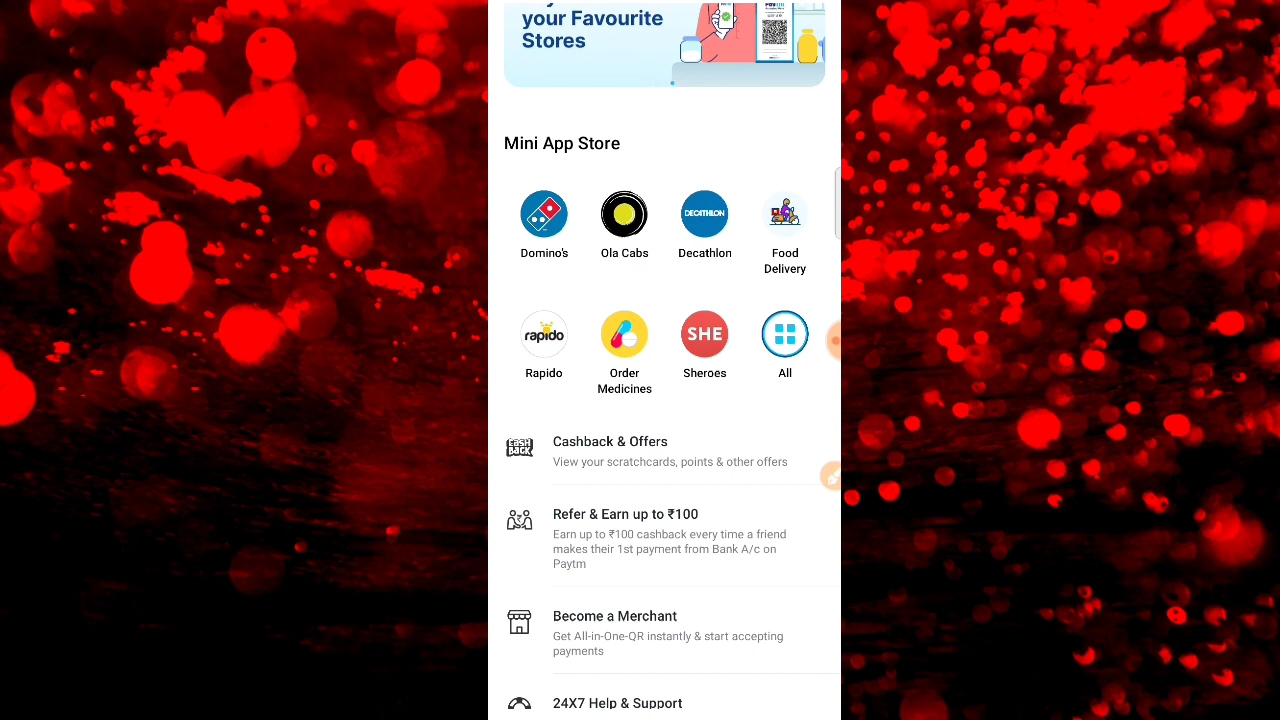 your Favourite
Stores
Mini App Store
DECATHLON
Domino's
Ola Cabs
Decathlon
Food
Delivery
rapido
SHE
Rapido
Order
Medicines
Sheroes
All
CASH
BACK
Cashback & Offers
View your scratchcards, points & other offers
Refer & Earn up to ₹100
Earn up to ₹100 cashback every time a friend
makes their 1st payment from Bank A/c on
Paytm
Become a Merchant
Get All-in-One-QR instantly & start accepting
payments
24X7 Help & Support